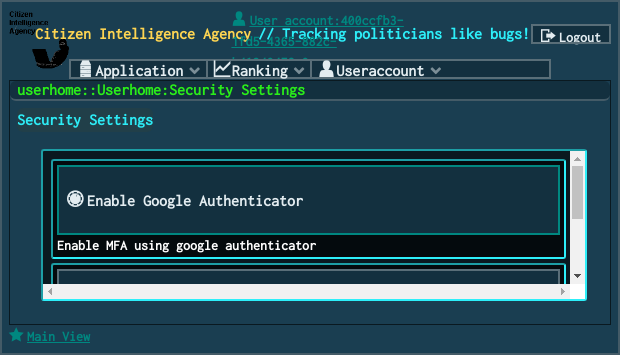 Citizen
Intelligence
Agency
User account:400ccfb3-
Citizen Intelligence Agency // Tracking politicians like bugs!
Logout
Application
Ranking
Useraccount
userhome::Userhome:Security Settings
Security Settings
Enable Google Authenticator
Enable MFA using google authenticator
Main View